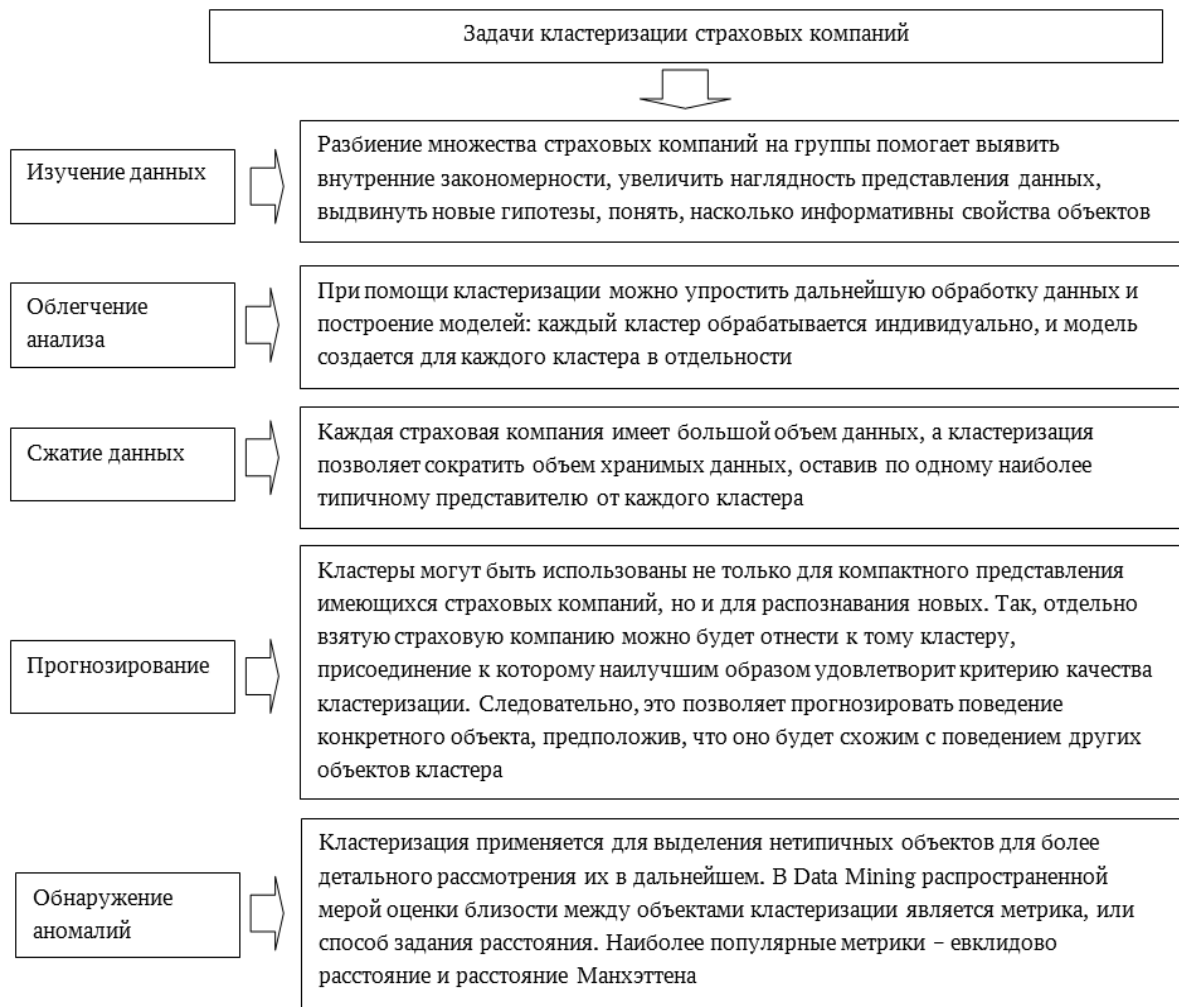 Задачи кластеризации страховых компаний
Изучение данных
Разбиение множества страховых компаний на группы помогает выявить
внутренние закономерности, увеличить наглядность представления данных,
выдвинуть новые гипотезы, понять, насколько информативны свойства объектов
Облегчение
анализа
При помощи кластеризации можно упростить дальнейшую обработку данных и
построение моделей: каждый кластер обрабатывается индивидуально, и модель
создается для каждого кластера в отдельности
Сжатие данных
Каждая страховая компания имеет большой объем данных, а кластеризация
позволяет сократить объем хранимых данных, оставив по одному наиболее
типичному представителю от каждого кластера
Прогнозирование
Кластеры могут быть использованы не только для компактного представления
имеющихся страховых компаний, но и для распознавания новых. Так, отдельно
взятую страховую компанию можно будет отнести к тому кластеру,
присоединение к которому наилучшим образом удовлетворит критерию качества
кластеризации. Следовательно, это позволяет прогнозировать поведение
конкретного объекта, предположив, что оно будет схожим с поведением других
объектов кластера
Обнаружение
аномалий
Кластеризация применяется для выделения нетипичных объектов для более
детального рассмотрения их в дальнейшем. В Data Mining распространенной
мерой оценки близости между объектами кластеризации является метрика, или
способ задания расстояния. Наиболее популярные метрики – евклидово
расстояние и расстояние Манхэттена